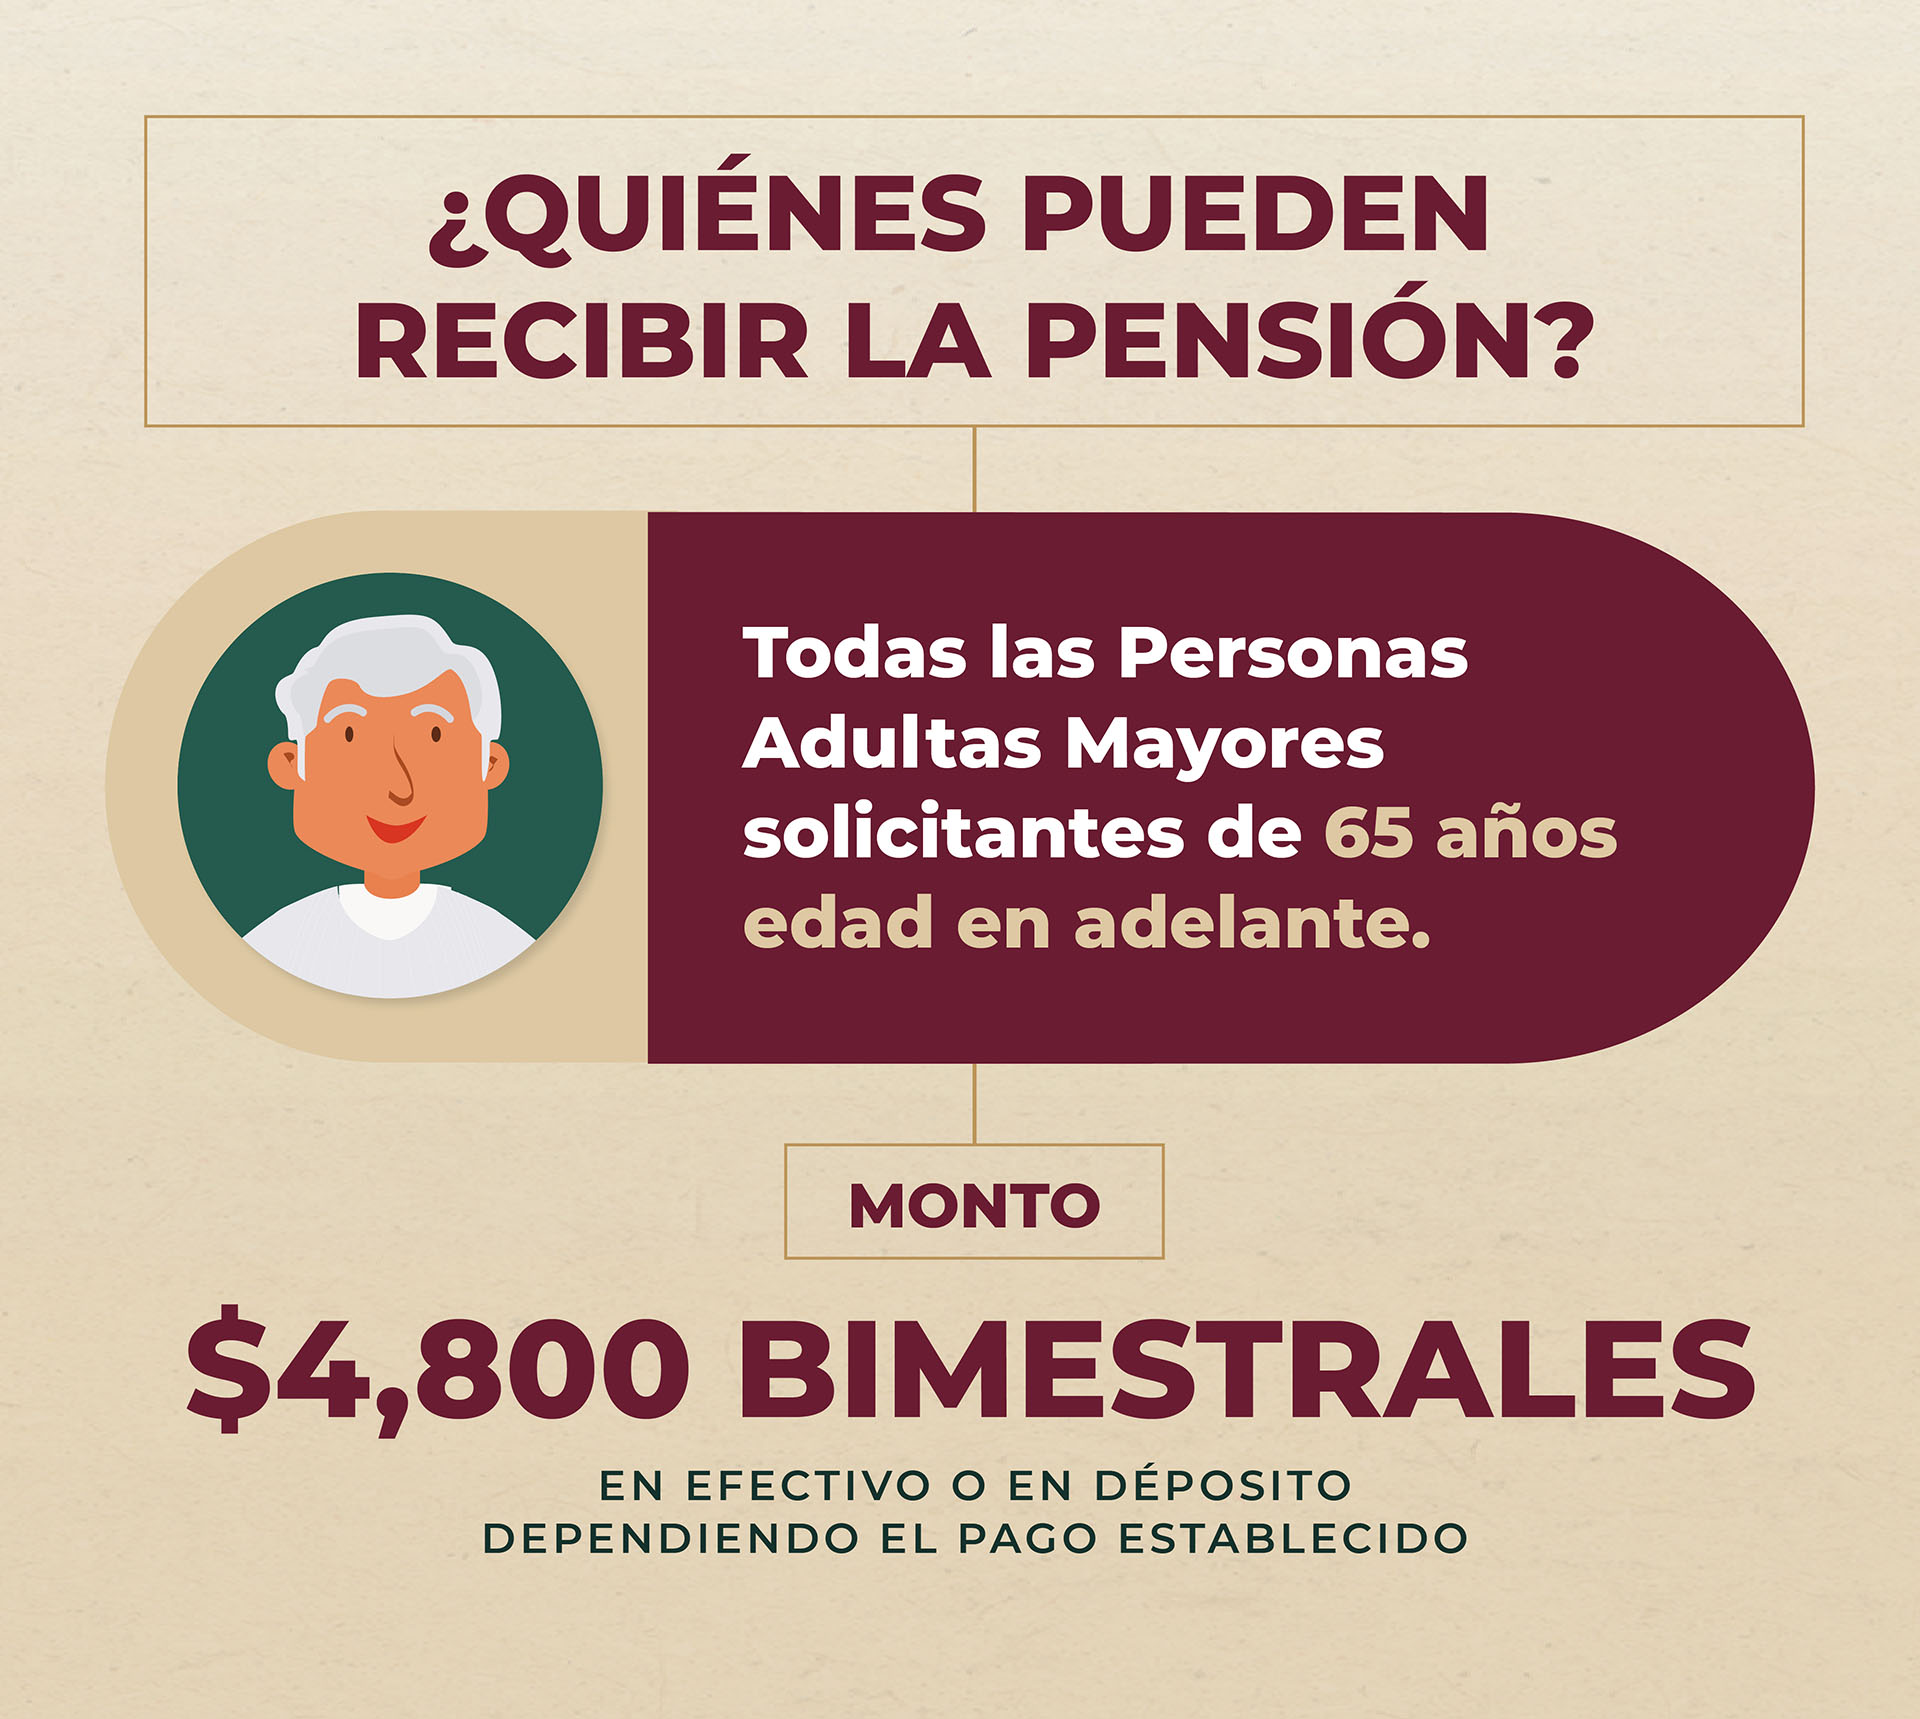 ¿QUIÉNES PUEDEN
RECIBIR LA PENSIÓN?
Todas las Personas
Adultas Mayores
solicitantes de 65 años
edad en adelante.
MONTO
$4,800 BIMESTRALES
EN EFECTIVO O EN DÉPOSITO
DEPENDIENDO EL PAGO ESTABLECIDO